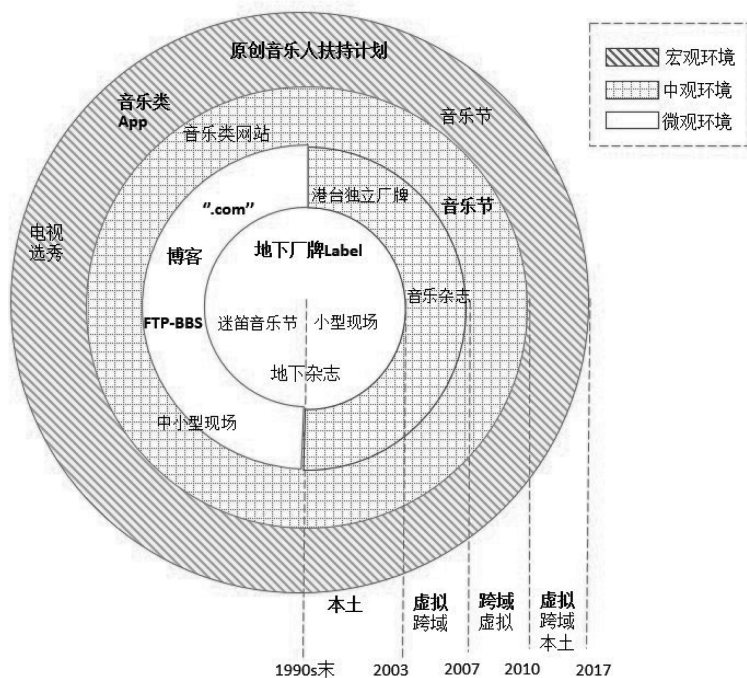 原创音乐人扶持计划
宏观环境
中观环境
微观环境
音乐类
App
音乐节
音乐类网站
港台独立厂牌
音乐节
".com"
电视
选秀
博客
地下厂牌Label
音乐杂志
FTP-BBS
迷笛音乐节
小型现场
地下杂志
中小型现场
本土
虚拟
跨域
跨域
虚拟
虚拟
跨域
本土
1990s末
2003
2007
2010
2017